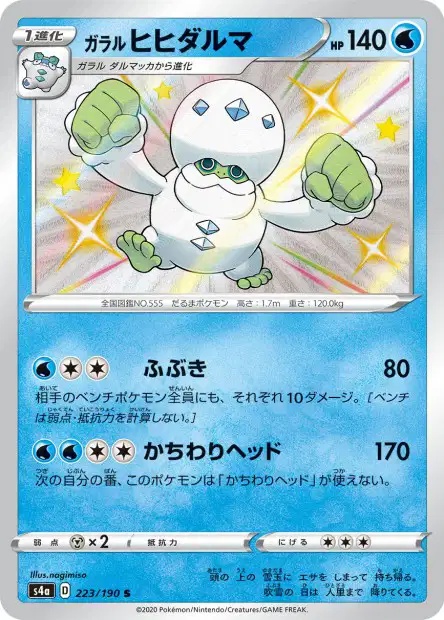 1進化
ガラル ヒヒダルマ HP 140
ガラル ダルマッカから進化
全国図鑑NO.555 だるまポケモン 高さ：1.7m 重さ：120.0kg
ふぶき 80
相手のベンチポケモン全員にも、それぞれ10ダメージ。[ベンチ
は弱点・抵抗力を計算しない。]
かちわりヘッド 170
次の自分の番、このポケモンは「かちわりヘッド」が使えない。
弱点 ×2 抵抗力 にげる
Illus.nagimiso
s4a D 223/190 S
頭の 上の 雪玉に エサを しまって 持ち帰る。
吹雪の 日は 人里まで 降りてくる。
©2020 Pokémon/Nintendo/Creatures/GAME FREAK.